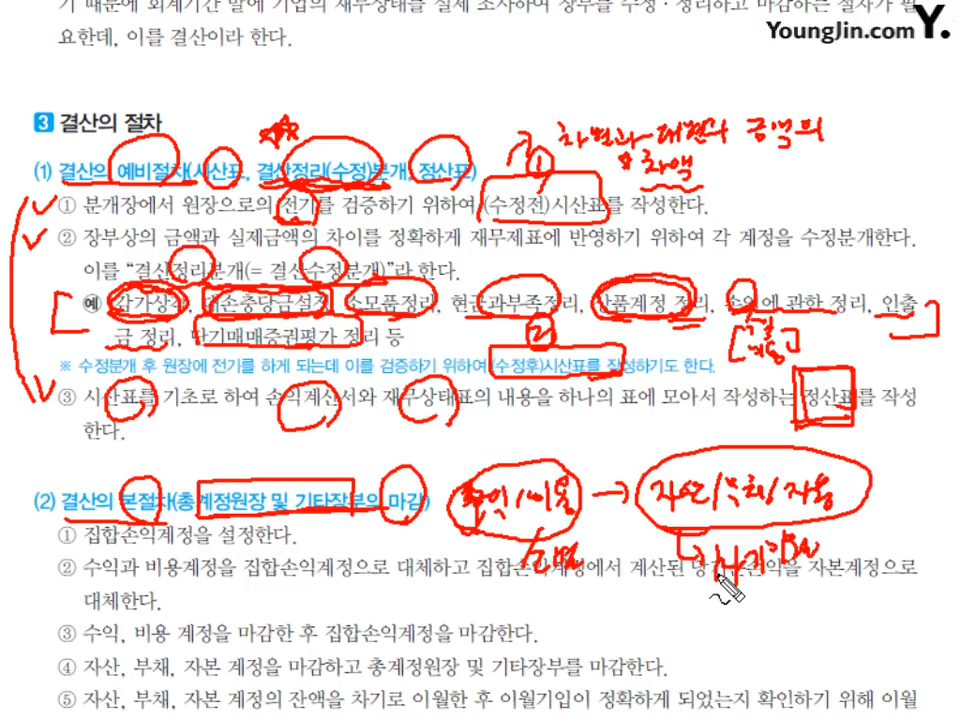 기 때문에 회계기간 말에 기업의 재무상태를 실제 조사하여 장부를 수정·정리하고 마감하는 절차가 필
요한데, 이를 결산이라 한다.
YoungJin.com Y.
3 결산의 절차
차변과 대변의 금액의
차액
(1) 결산의 예비절차(시산표, 결산정리(수정)분개, 정산표)
1
① 분개장에서 원장으로의 전기를 검증하기 위하여 (수정전)시산표를 작성한다.
② 장부상의 금액과 실제금액의 차이를 정확하게 재무제표에 반영하기 위하여 각 계정을 수정분개한다.
이를 “결산정리분개(= 결산수정분개)”라 한다.
예 감가상각, 대손충당금설정, 소모품정리, 현금과부족정리, 상품계정 정리, 손익에 관한 정리, 인출
금 정리, 단기매매증권평가 정리 등
2
※ 수정분개 후 원장에 전기를 하게 되는데 이를 검증하기 위하여 (수정후)시산표를 작성하기도 한다.
③ 시산표를 기초로 하여 손익계산서와 재무상태표의 내용을 하나의 표에 모아서 작성하는 정산표를 작성
한다.
(2) 결산의 본절차(총계정원장 및 기타장부의 마감)
수익/비용 → 자산/부채/자본
① 집합손익계정을 설정한다.
② 수익과 비용계정을 집합손익계정으로 대체하고 집합손익계정에서 계산된 당기순손익을 자본계정으로
대체한다.
③ 수익, 비용 계정을 마감한 후 집합손익계정을 마감한다.
④ 자산, 부채, 자본 계정을 마감하고 총계정원장 및 기타장부를 마감한다.
⑤ 자산, 부채, 자본 계정의 잔액을 차기로 이월한 후 이월기입이 정확하게 되었는지 확인하기 위해 이월